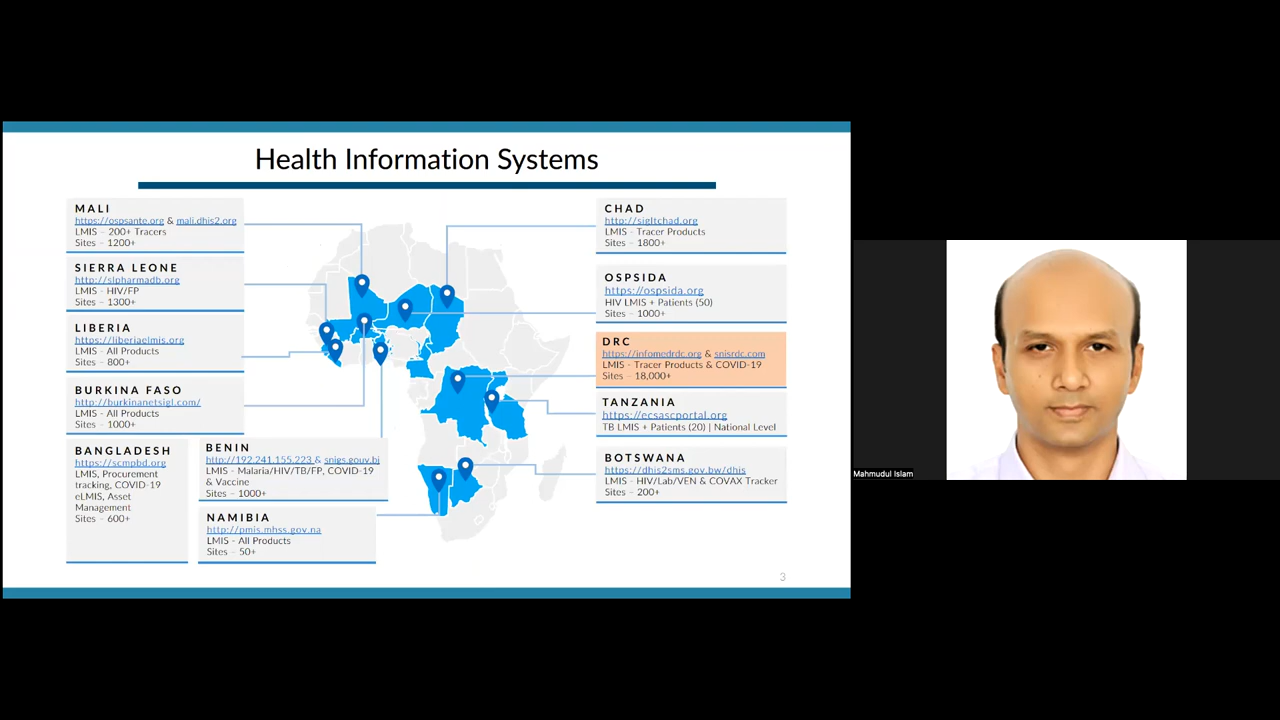 Health Information Systems
MALI
https://ospsante.org & mali.dhis2.org
LMIS – 200+ Tracers
Sites – 1200+
SIERRA LEONE
http://slpharmadb.org
LMIS - HIV/FP
Sites – 1300+
LIBERIA
https://liberiaelmis.org
LMIS - All Products
Sites – 800+
BURKINA FASO
http://burkinanetsigl.com/
LMIS - All Products
Sites – 1000+
BANGLADESH
https://scmpbd.org
LMIS, Procurement
tracking, COVID-19
eLMIS, Asset
Management
Sites – 600+
BENIN
http://192.241.155.223 & snigs.gouv.bj
LMIS - Malaria/HIV/TB/FP, COVID-19
& Vaccine
Sites – 1000+
NAMIBIA
http://pmis.mhss.gov.na
LMIS - All Products
Sites – 50+
CHAD
http://sigltchad.org
LMIS - Tracer Products
Sites – 1800+
OSPSIDA
https://ospsida.org
HIV LMIS + Patients (50)
Sites – 1000+
DRC
https://infomedrdc.org & snisrdc.com
LMIS - Tracer Products & COVID-19
Sites – 18,000+
TANZANIA
https://ecsascportal.org
TB LMIS + Patients (20) | National Level
BOTSWANA
https://dhis2sms.gov.bw/dhis
LMIS - HIV/Lab/VEN & COVAX Tracker
Sites – 200+
3
Mahmudul Islam